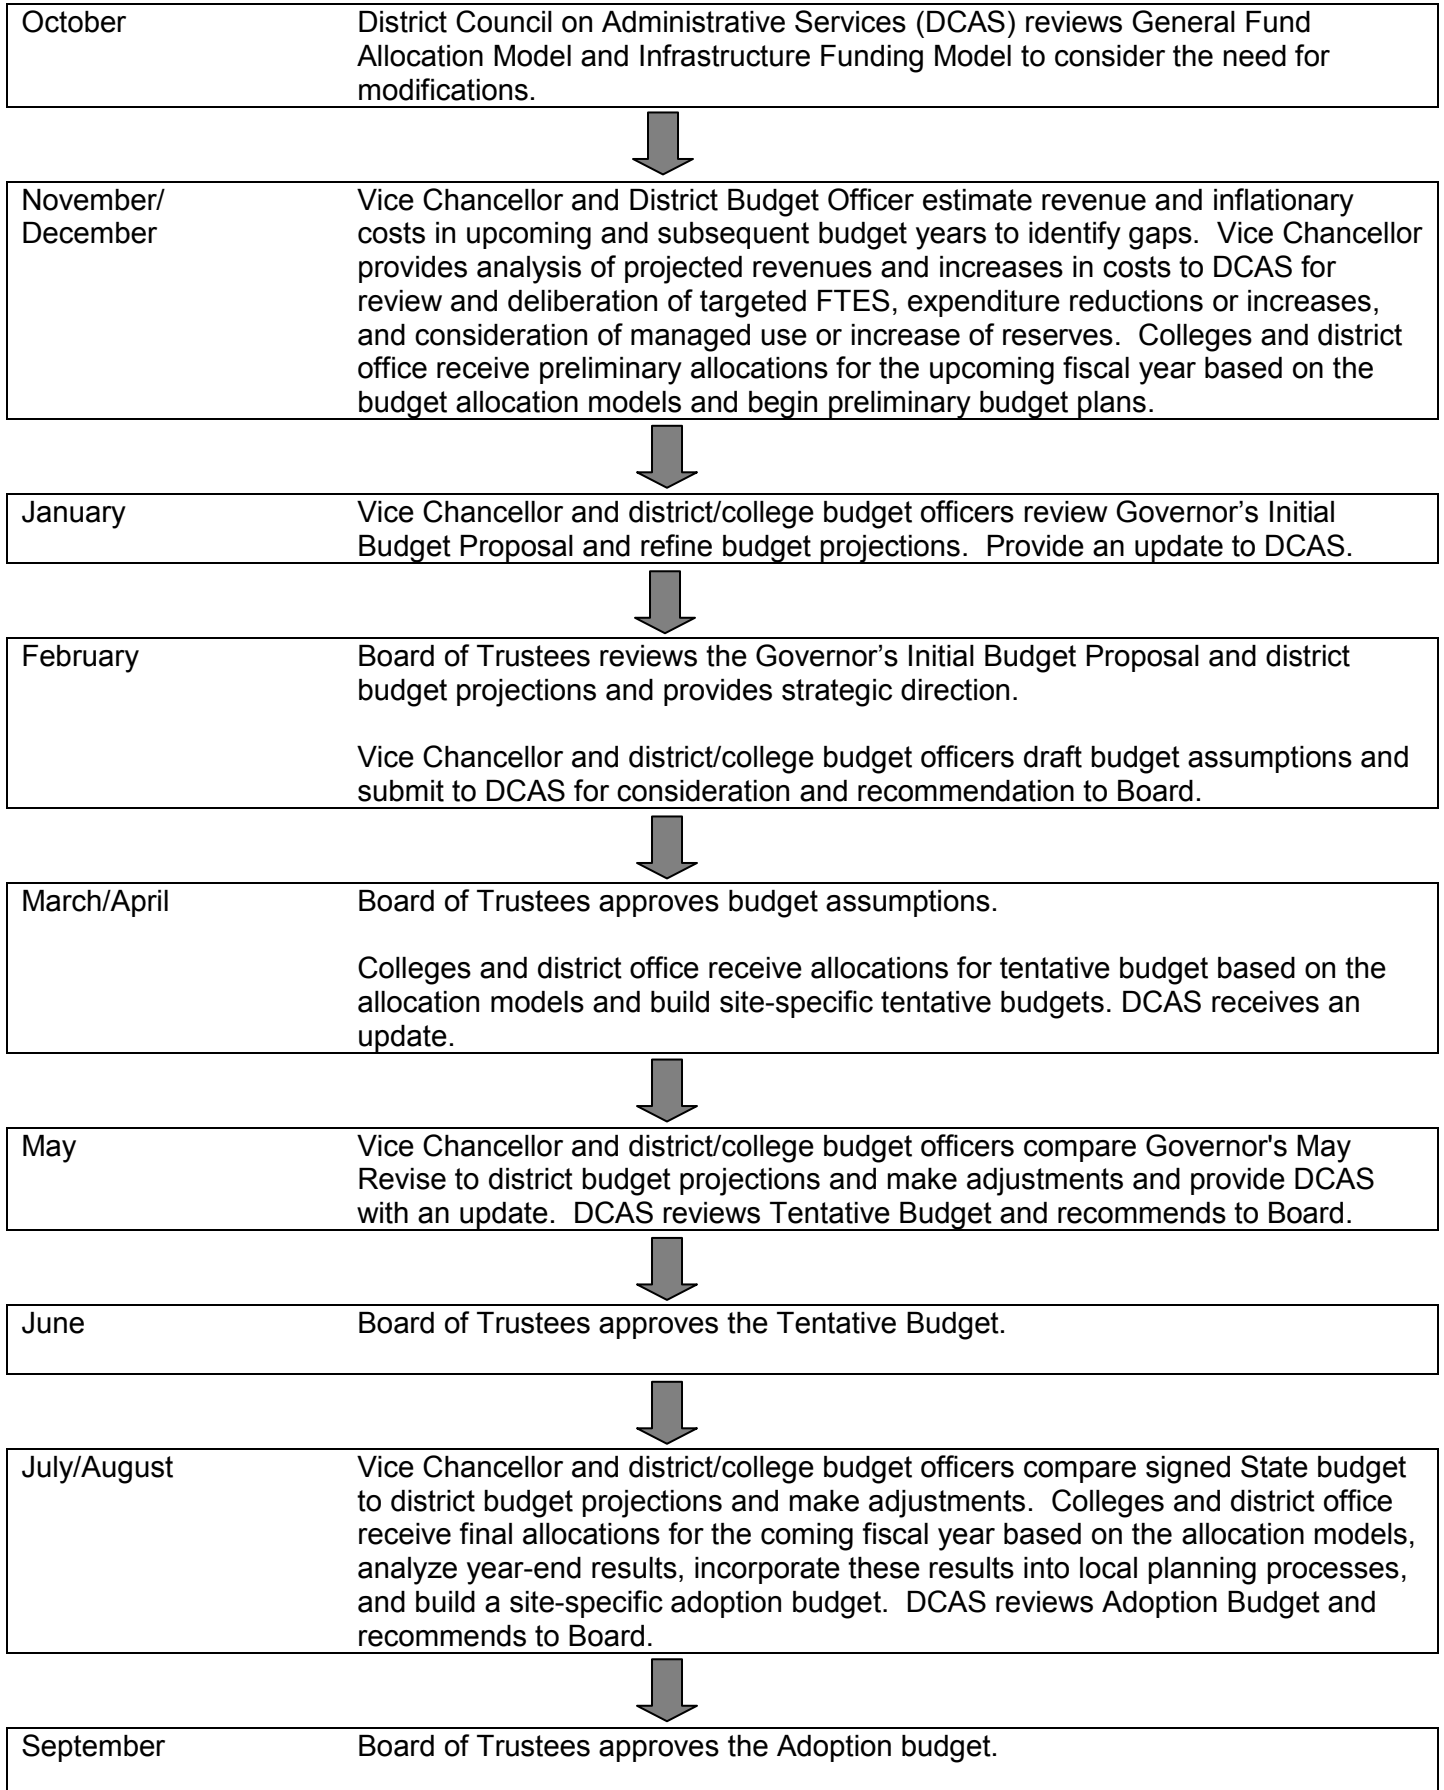 October
District Council on Administrative Services (DCAS) reviews General Fund
Allocation Model and Infrastructure Funding Model to consider the need for
modifications.
November/
December
Vice Chancellor and District Budget Officer estimate revenue and inflationary
costs in upcoming and subsequent budget years to identify gaps.  Vice Chancellor
provides analysis of projected revenues and increases in costs to DCAS for
review and deliberation of targeted FTES, expenditure reductions or increases,
and consideration of managed use or increase of reserves.  Colleges and district
office receive preliminary allocations for the upcoming fiscal year based on the
budget allocation models and begin preliminary budget plans.
January
Vice Chancellor and district/college budget officers review Governor’s Initial
Budget Proposal and refine budget projections.  Provide an update to DCAS.
February
Board of Trustees reviews the Governor’s Initial Budget Proposal and district
budget projections and provides strategic direction.
Vice Chancellor and district/college budget officers draft budget assumptions and
submit to DCAS for consideration and recommendation to Board.
March/April
Board of Trustees approves budget assumptions.
Colleges and district office receive allocations for tentative budget based on the
allocation models and build site-specific tentative budgets. DCAS receives an
update.
May
Vice Chancellor and district/college budget officers compare Governor's May
Revise to district budget projections and make adjustments and provide DCAS
with an update.  DCAS reviews Tentative Budget and recommends to Board.
June
Board of Trustees approves the Tentative Budget.
July/August
Vice Chancellor and district/college budget officers compare signed State budget
to district budget projections and make adjustments.  Colleges and district office
receive final allocations for the coming fiscal year based on the allocation models,
analyze year-end results, incorporate these results into local planning processes,
and build a site-specific adoption budget.  DCAS reviews Adoption Budget and
recommends to Board.
September
Board of Trustees approves the Adoption budget.